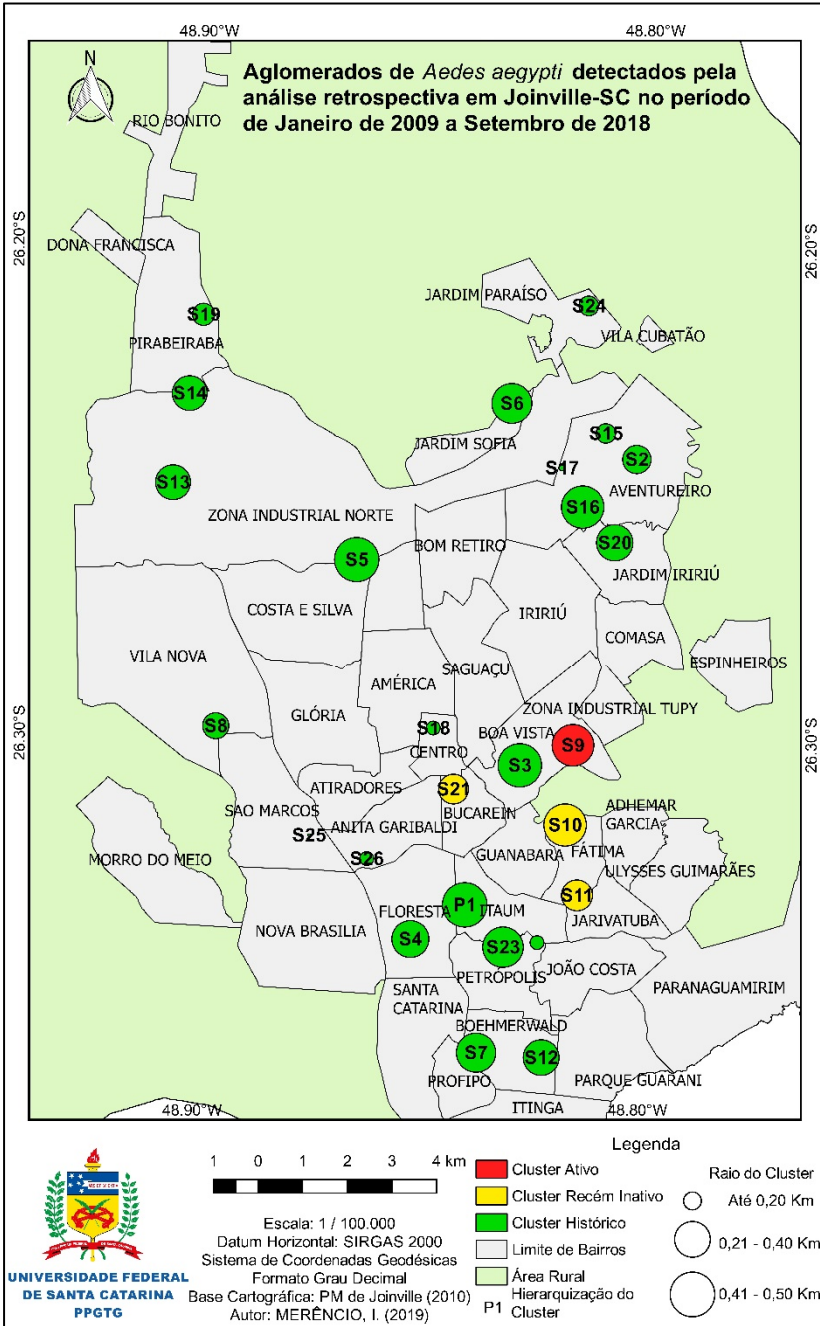 48.90°W
48.80°W
N
Aglomerados de Aedes aegypti detectados pela
análise retrospectiva em Joinville-SC no período
de Janeiro de 2009 a Setembro de 2018
RIO BONITO
26.20°S
26.20°S
DONA FRANCISCA
JARDIM PARAÍSO
S24
S19
VILA CUBATÃO
PIRABEIRABA
S14
S6
S15
JARDIM SOFIA
S17
S2
S13
AVENTUREIRO
S16
ZONA INDUSTRIAL NORTE
S20
BOM RETIRO
S5
JARDIM IRIRIÚ
COSTA E SILVA
IRIRIÚ
COMASA
VILA NOVA
ESPINHEIROS
SAGUAÇU
AMÉRICA
ZONA INDUSTRIAL TUPY
GLÓRIA
S8
S18
BOA VISTA
S9
26.30°S
26.30°S
CENTRO
S3
ATIRADORES
S21
SAO MARCOS
BUCAREIN
ADHEMAR
GARCIA
ANITA GARIBALDI
S10
S25
GUANABARA
FÁTIMA
S26
MORRO DO MEIO
ULYSSES GUIMARÃES
S11
P1
FLORESTA
ITAUM
JARIVATUBA
NOVA BRASILIA
S4
S23
PETRÓPOLIS
JOÃO COSTA
SANTA
CATARINA
PARANAGUAMIRIM
BOEHMERWALD
S7
S12
PROFIPO
PARQUE GUARANI
ITINGA
48.90°W
48.80°W
UNIVERSIDADE FEDERAL
DE SANTA CATARINA
PPGTG
1 0 1 2 3 4 km
Escala: 1 / 100.000
Datum Horizontal: SIRGAS 2000
Sistema de Coordenadas Geodésicas
Formato Grau Decimal
Base Cartográfica: PM de Joinville (2010)
Autor: MERÊNCIO, I. (2019)
Legenda
Cluster Ativo
Cluster Recém Inativo
Cluster Histórico
Limite de Bairros
Área Rural
P1 Hierarquização do
Cluster
Raio do Cluster
Até 0,20 Km
0,21 - 0,40 Km
0,41 - 0,50 Km